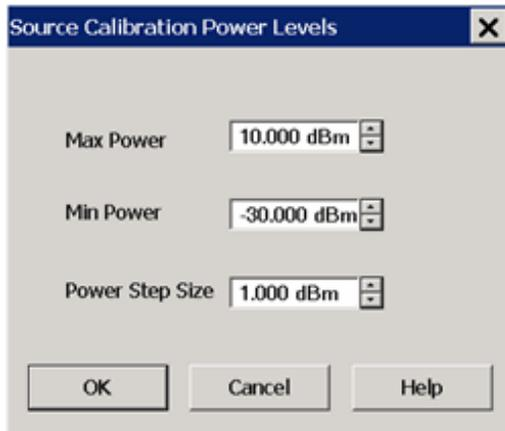 Source Calibration Power Levels
Max Power 10.000 dBm
Min Power -30.000 dBm
Power Step Size 1.000 dBm
OK Cancel Help